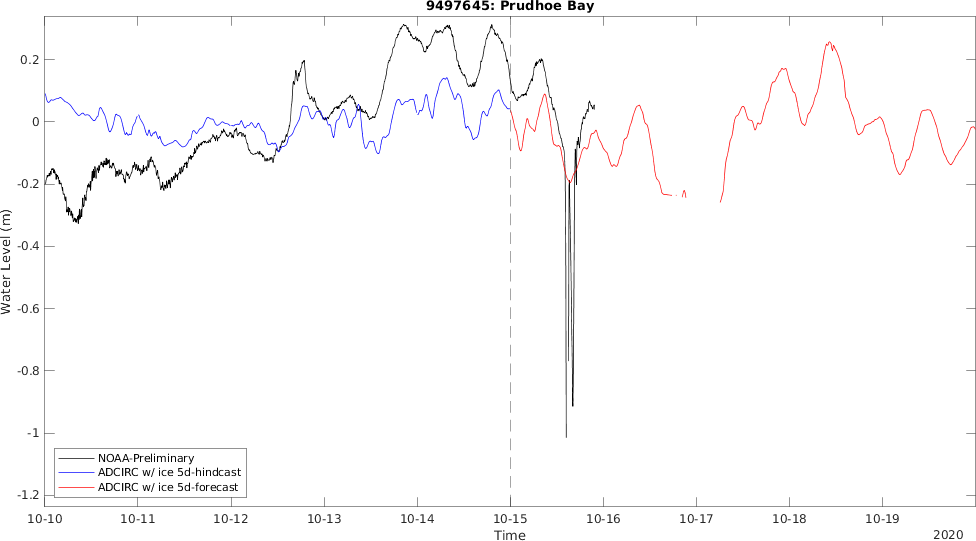 9497645: Prudhoe Bay
Water Level (m)
0.2
0
-0.2
-0.4
-0.6
-0.8
-1
-1.2
NOAA-Preliminary
ADCIRC w/ ice 5d-hindcast
ADCIRC w/ ice 5d-forecast
10-10 10-11 10-12 10-13 10-14 10-15 10-16 10-17 10-18 10-19
Time
2020